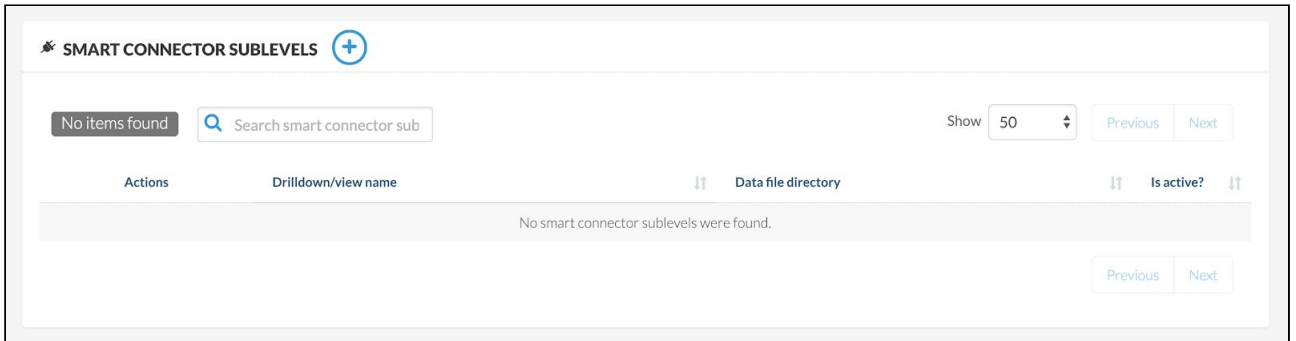 SMART CONNECTOR SUBLEVELS
No items found Search smart connector sub Show 50 Previous Next
Actions Drilldown/view name Data file directory Is active?
No smart connector sublevels were found.
Previous Next